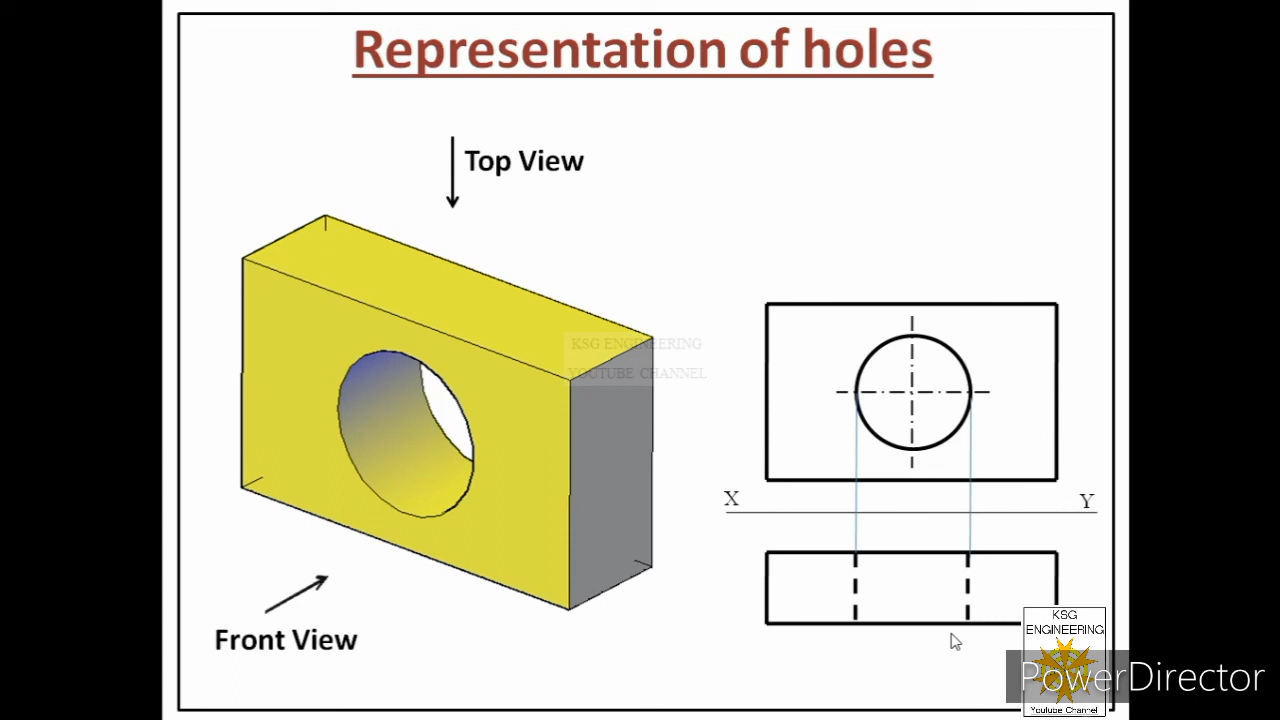 Representation of holes
Top View
KSG ENGINEERING
YOUTUBE CHANNEL
X
Y
Front View
KSG
ENGINEERING
PowerDirector
Youtube Channel